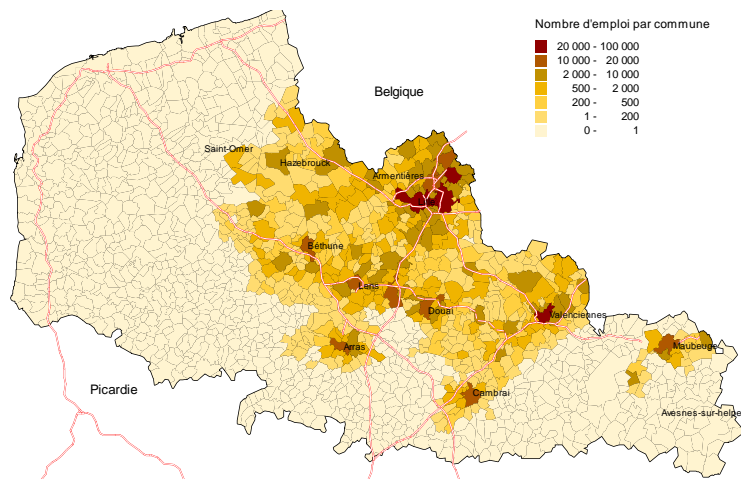 Nombre d'emploi par commune
20 000 - 100 000
10 000 - 20 000
2 000 - 10 000
500 - 2 000
200 - 500
1 - 200
0 - 1
Belgique
Saint-Omer
Hazebrouck
Armentières
Lille
Béthune
Lens
Douai
Valenciennes
Arras
Maubeuge
Picardie
Cambrai
Avesnes-sur-helpe